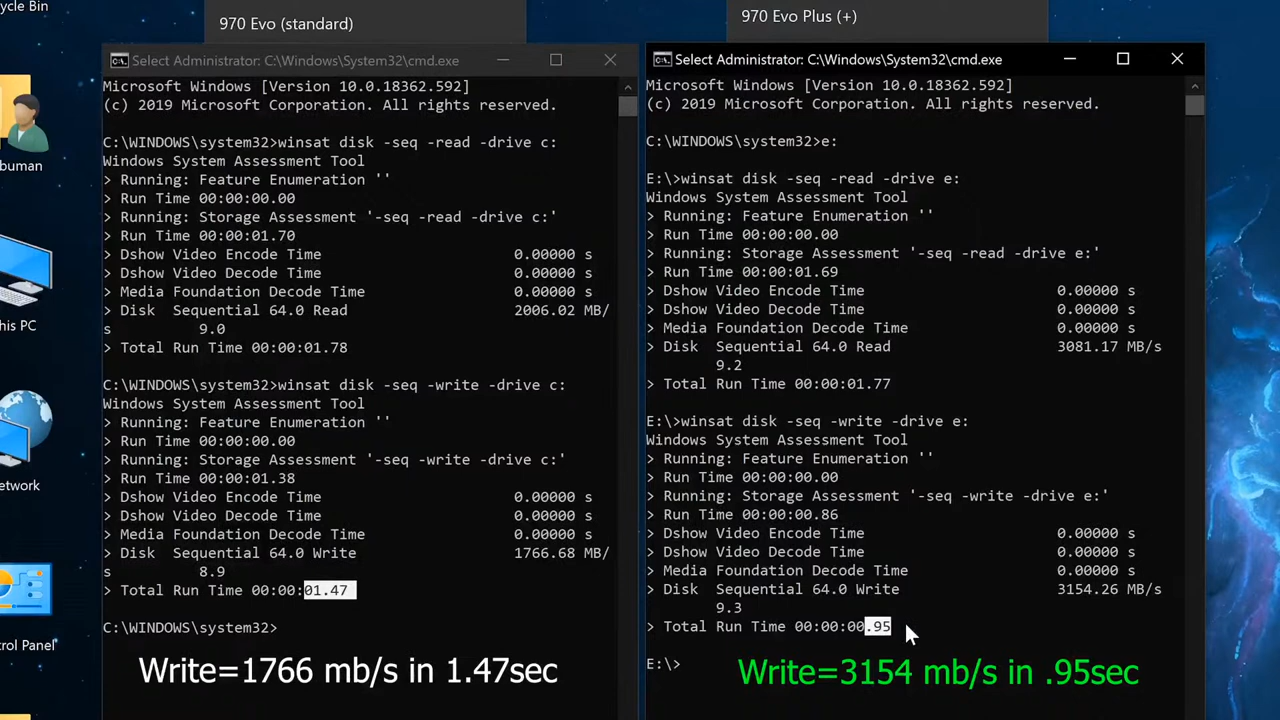 cycle Bin
buman
his PC
etwork
ntrol Panel
970 Evo (standard)
Select Administrator: C:\Windows\System32\cmd.exe
Microsoft Windows [Version 10.0.18362.592]
(c) 2019 Microsoft Corporation. All rights reserved.
C:\WINDOWS\system32>winsat disk -seq -read -drive c:
Windows System Assessment Tool
> Running: Feature Enumeration ''
> Run Time 00:00:00.00
> Running: Storage Assessment '-seq -read -drive c:'
> Run Time 00:00:01.70
> Dshow Video Encode Time 0.00000 s
> Dshow Video Decode Time 0.00000 s
> Media Foundation Decode Time 0.00000 s
> Disk  Sequential 64.0 Read 2006.02 MB/
s 9.0
> Total Run Time 00:00:01.78
C:\WINDOWS\system32>winsat disk -seq -write -drive c:
Windows System Assessment Tool
> Running: Feature Enumeration ''
> Run Time 00:00:00.00
> Running: Storage Assessment '-seq -write -drive c:'
> Run Time 00:00:01.38
> Dshow Video Encode Time 0.00000 s
> Dshow Video Decode Time 0.00000 s
> Media Foundation Decode Time 0.00000 s
> Disk  Sequential 64.0 Write 1766.68 MB/
s 8.9
> Total Run Time 00:00:01.47
C:\WINDOWS\system32>
Write=1766 mb/s in 1.47sec
970 Evo Plus (+)
Select Administrator: C:\Windows\System32\cmd.exe
Microsoft Windows [Version 10.0.18362.592]
(c) 2019 Microsoft Corporation. All rights reserved.
C:\WINDOWS\system32>e:
E:\>winsat disk -seq -read -drive e:
Windows System Assessment Tool
> Running: Feature Enumeration ''
> Run Time 00:00:00.00
> Running: Storage Assessment '-seq -read -drive e:'
> Run Time 00:00:01.69
> Dshow Video Encode Time 0.00000 s
> Dshow Video Decode Time 0.00000 s
> Media Foundation Decode Time 0.00000 s
> Disk  Sequential 64.0 Read 3081.17 MB/s
9.2
> Total Run Time 00:00:01.77
E:\>winsat disk -seq -write -drive e:
Windows System Assessment Tool
> Running: Feature Enumeration ''
> Run Time 00:00:00.00
> Running: Storage Assessment '-seq -write -drive e:'
> Run Time 00:00:00.86
> Dshow Video Encode Time 0.00000 s
> Dshow Video Decode Time 0.00000 s
> Media Foundation Decode Time 0.00000 s
> Disk  Sequential 64.0 Write 3154.26 MB/s
9.3
> Total Run Time 00:00:00.95
E:\>
Write=3154 mb/s in .95sec